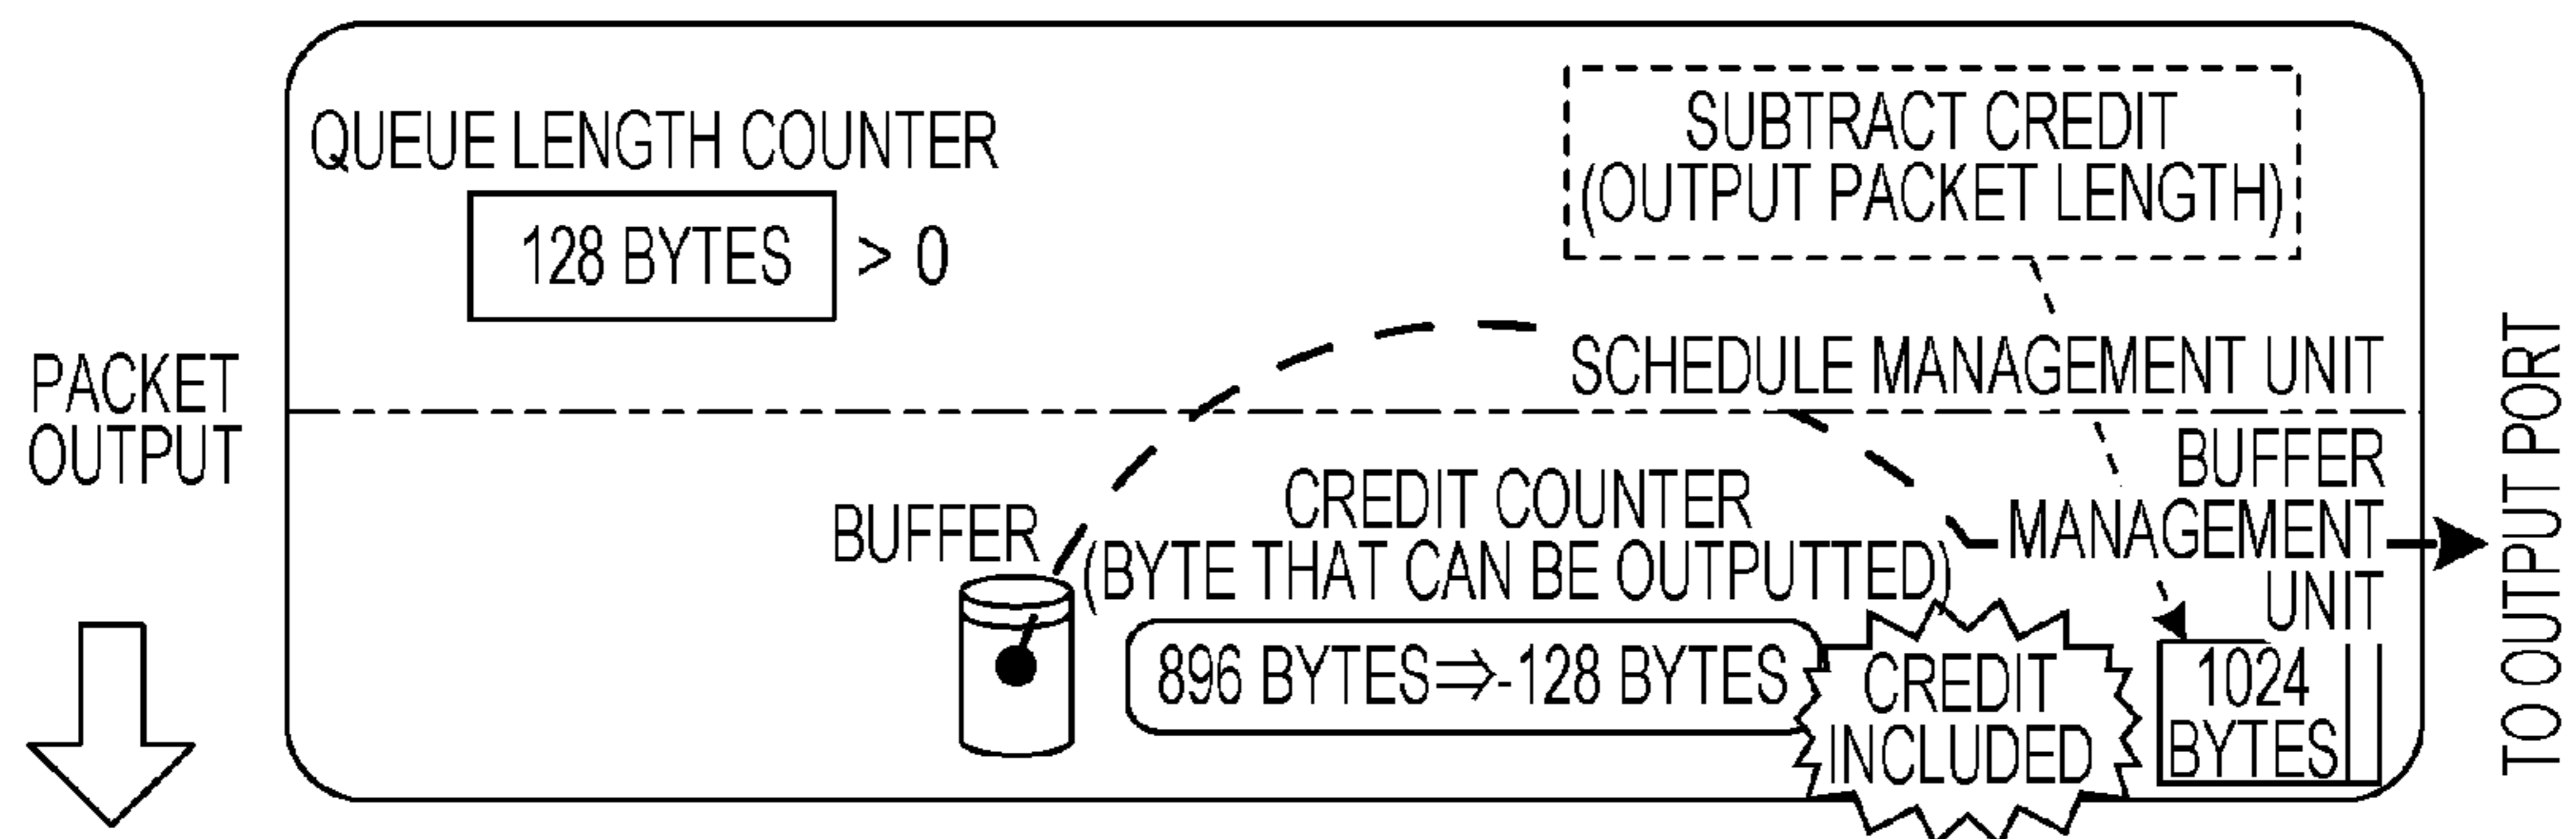 PACKET
OUTPUT
QUEUE LENGTH COUNTER
128 BYTES > 0
SUBTRACT CREDIT
(OUTPUT PACKET LENGTH)
SCHEDULE MANAGEMENT UNIT
BUFFER
MANAGEMENT
UNIT
BUFFER
CREDIT COUNTER
(BYTE THAT CAN BE OUTPUTTED)
896 BYTES⇒-128 BYTES
CREDIT
INCLUDED
1024
BYTES
TO OUTPUT PORT